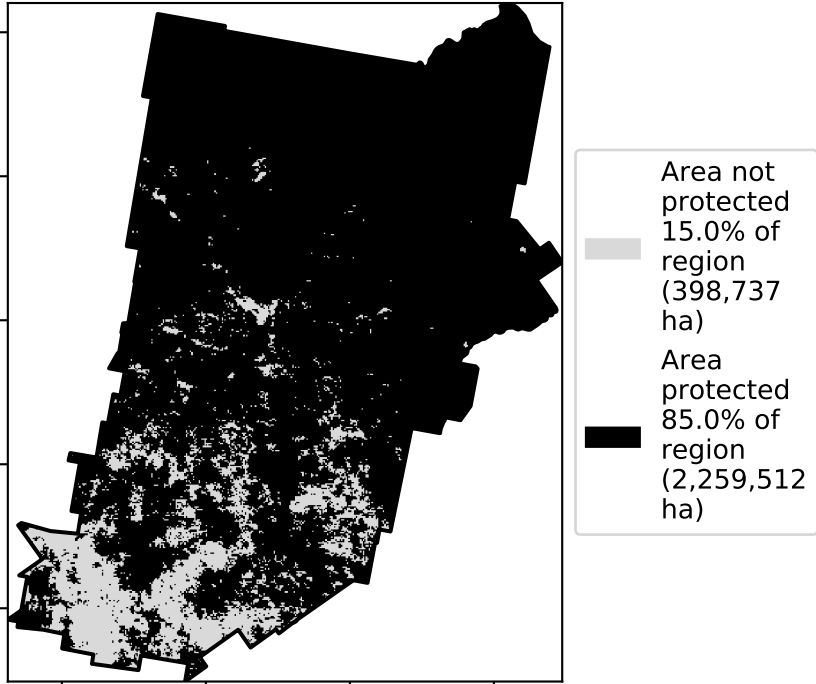 Area not
protected
15.0% of
region
(398,737
ha)
Area
protected
85.0% of
region
(2,259,512
ha)